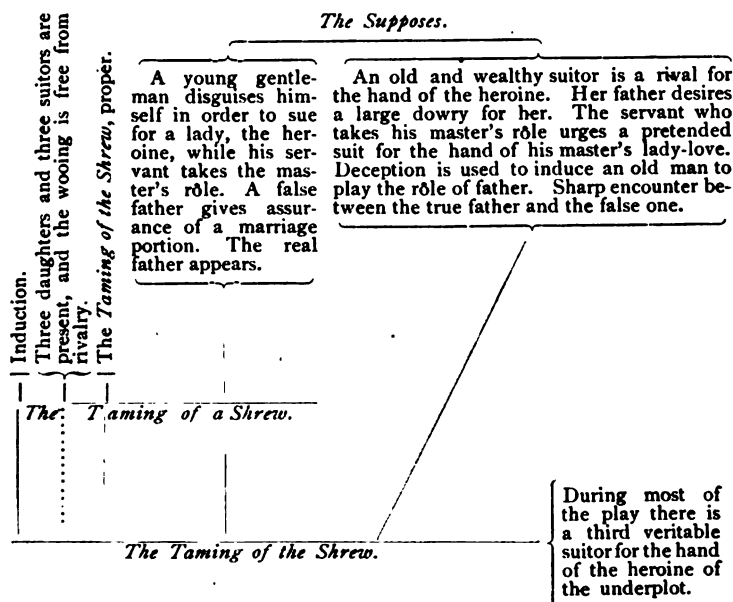 The Supposes.
Induction.
Three daughters and three suitors are
present, and the wooing is free from
rivalry.
The Taming of the Shrew, proper.
A young gentle-
man disguises him-
self in order to sue
for a lady, the her-
oine, while his ser-
vant takes the mas-
ter's rôle. A false
father gives assur-
ance of a marriage
portion. The real
father appears.
An old and wealthy suitor is a rival for
the hand of the heroine. Her father desires
a large dowry for her. The servant who
takes his master's rôle urges a pretended
suit for the hand of his master's lady-love.
Deception is used to induce an old man to
play the rôle of father. Sharp encounter be-
tween the true father and the false one.
The Taming of a Shrew.
The Taming of the Shrew.
During most of
the play there is
a third veritable
suitor for the hand
of the heroine of
the underplot.